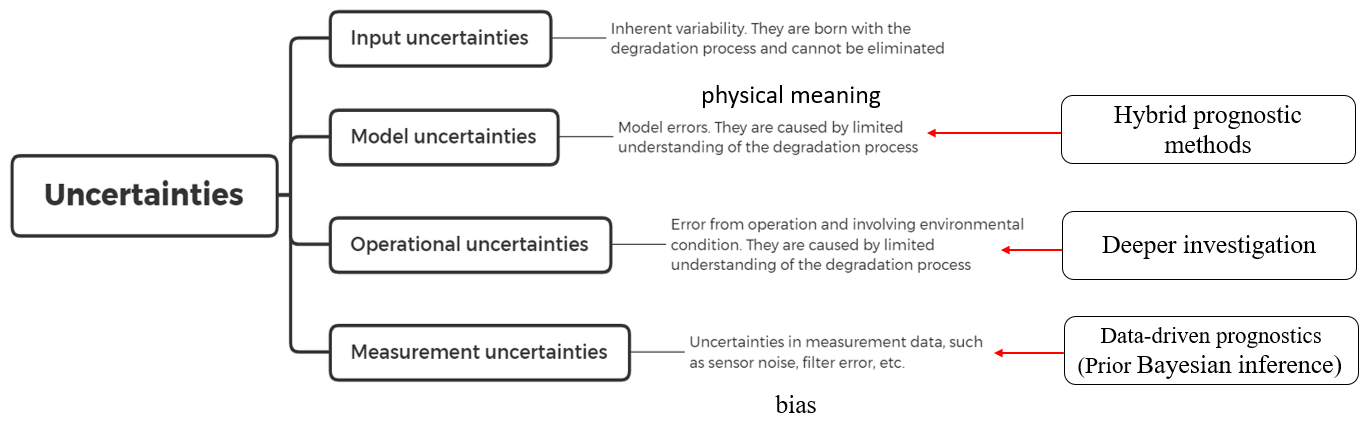 Uncertainties
Input uncertainties
Inherent variability. They are born with the
degradation process and cannot be eliminated
physical meaning
Model uncertainties
Model errors. They are caused by limited
understanding of the degradation process
Hybrid prognostic
methods
Operational uncertainties
Error from operation and involving environmental
condition. They are caused by limited
understanding of the degradation process
Deeper investigation
Measurement uncertainties
Uncertainties in measurement data, such
as sensor noise, filter error, etc.
Data-driven prognostics
(Prior Bayesian inference)
bias